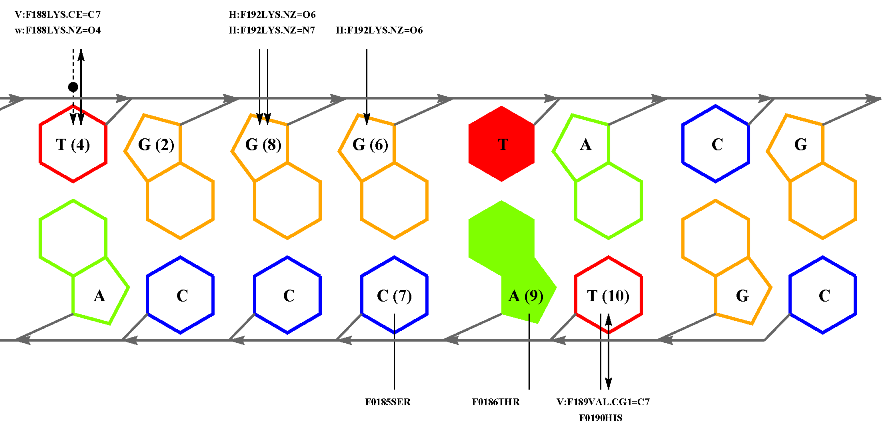 V:F188LYS.CE=C7
w:F188LYS.NZ=O4
H:F192LYS.NZ=O6
H:F192LYS.NZ=N7
H:F192LYS.NZ=O6
T (4)
G (2)
G (8)
G (6)
T
A
C
G
A
C
C
C (7)
A (9)
T (10)
G
C
F0185SER
F0186THR
V:F189VAL.CG1=C7
F0190HIS